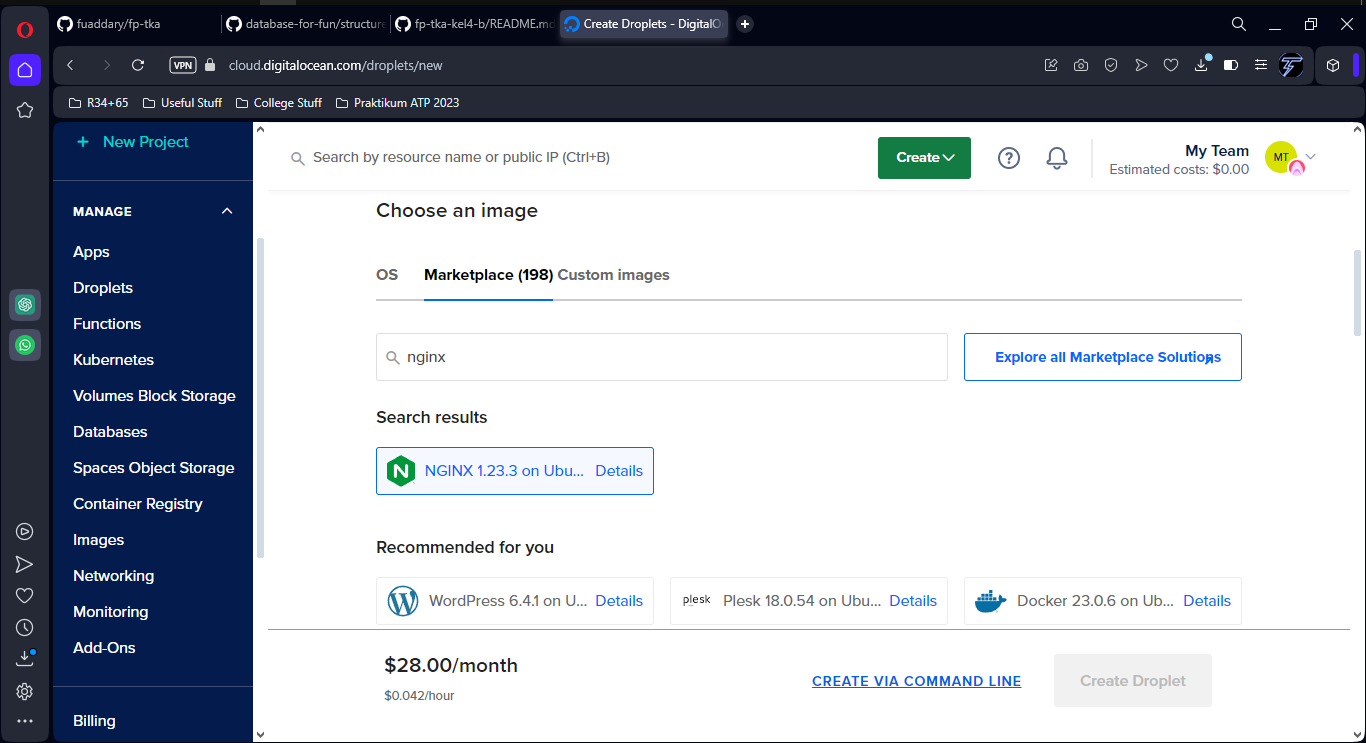 fuaddary/fp-tka
database-for-fun/structure
fp-tka-kel4-b/README.md
Create Droplets - DigitalO
VPN
cloud.digitalocean.com/droplets/new
R34+65
Useful Stuff
College Stuff
Praktikum ATP 2023
+ New Project
MANAGE
Apps
Droplets
Functions
Kubernetes
Volumes Block Storage
Databases
Spaces Object Storage
Container Registry
Images
Networking
Monitoring
Add-Ons
Billing
Search by resource name or public IP (Ctrl+B)
Create
My Team
Estimated costs: $0.00
MT
Choose an image
OS
Marketplace (198)
Custom images
nginx
Explore all Marketplace Solutions
Search results
NGINX 1.23.3 on Ubu... Details
Recommended for you
WordPress 6.4.1 on U... Details
plesk Plesk 18.0.54 on Ubu... Details
Docker 23.0.6 on Ub... Details
$28.00/month
$0.042/hour
CREATE VIA COMMAND LINE
Create Droplet